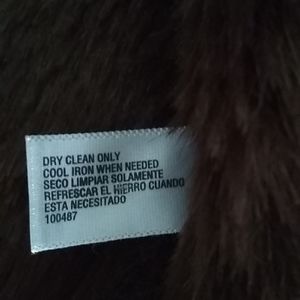 DRY CLEAN ONLY
COOL IRON WHEN NEEDED
SECO LIMPIAR SOLAMENTE
REFRESCAR EL HIERRO CUANDO
ESTA NECESITADO
100487